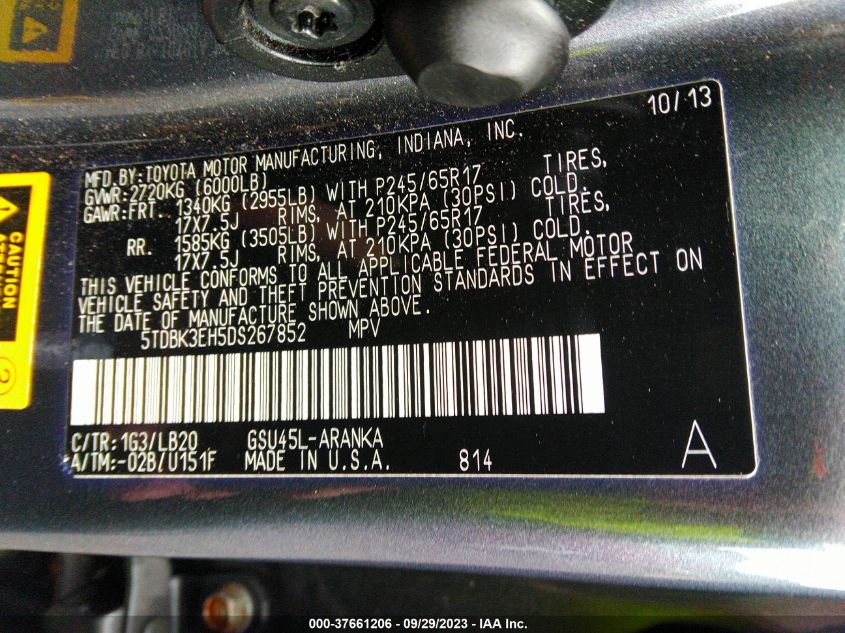 10/13
MFD.BY:TOYOTA MOTOR MANUFACTURING, INDIANA, INC.
GVWR:2720KG (6000LB)
GAWR:FRT. 1340KG (2955LB) WITH P245/65R17 TIRES,
17X7.5J RIMS, AT 210KPA (30PSI) COLD.
RR. 1585KG (3505LB) WITH P245/65R17 TIRES,
17X7.5J RIMS, AT 210KPA (30PSI) COLD.
THIS VEHICLE CONFORMS TO ALL APPLICABLE FEDERAL MOTOR
VEHICLE SAFETY AND THEFT PREVENTION STANDARDS IN EFFECT ON
THE DATE OF MANUFACTURE SHOWN ABOVE.
5TDBK3EH5DS267852 MPV
C/TR:1G3/LB20 GSU45L-ARANKA
A/TM:-02B/U151F MADE IN U.S.A. 814 A
CAUTION
2
000-37661206 - 09/29/2023 - IAA Inc.